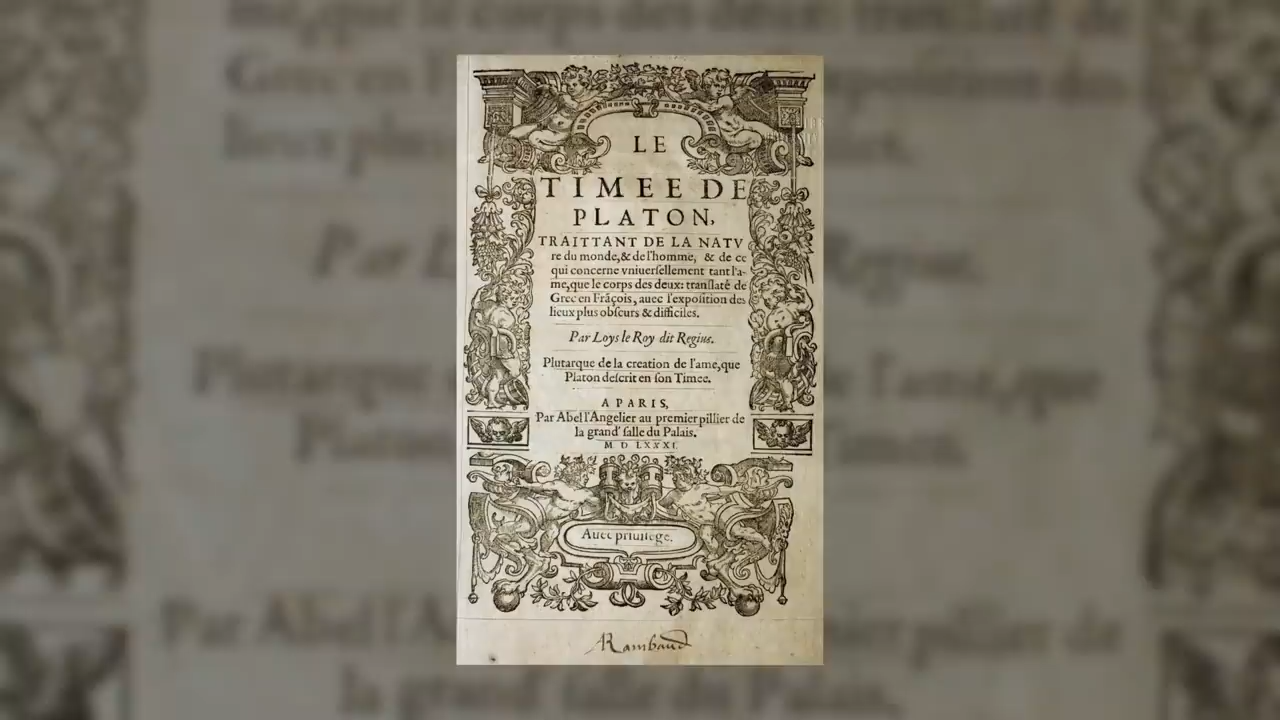 LE
TIMEE DE
PLATON,
TRAITTANT DE LA NATV
re du monde, & de l'homme, & de ce
qui concerne vniuerſellement tant l'a-
me, que le corps des deux: tranſlaté de
Grec en Frãçois, auec l'expoſition des
lieux plus obſcurs & difficiles.
Par Loys le Roy dit Regius.
Plutarque de la creation de l'ame, que
Platon deſcrit en ſon Timee.
A PARIS,
Par Abel l'Angelier au premier pillier de
la grand' ſalle du Palais.
M D LXXXI.
Auec priuilege.
Rambaud